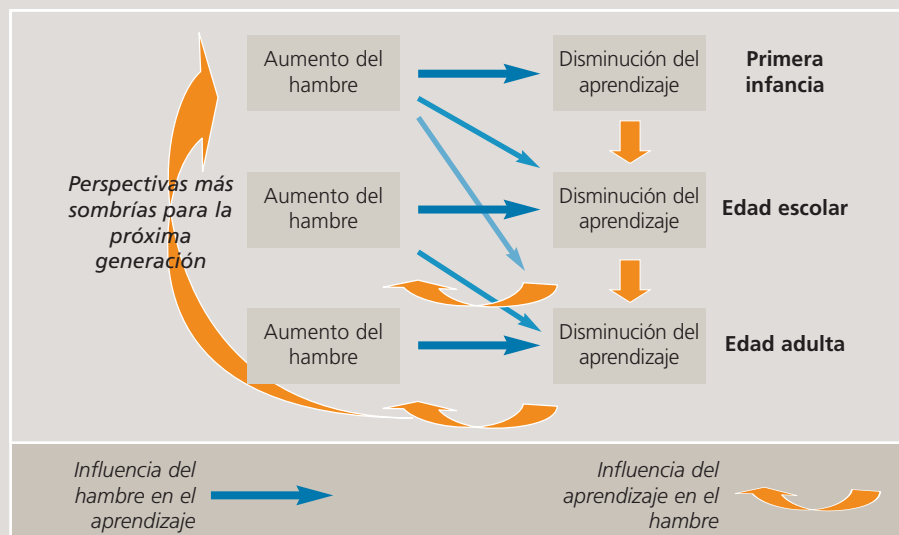 Aumento del
hambre
Disminución del
aprendizaje
Primera
infancia
Perspectivas más
sombrías para la
próxima
generación
Aumento del
hambre
Disminución del
aprendizaje
Edad escolar
Aumento del
hambre
Disminución del
aprendizaje
Edad adulta
Influencia del
hambre en el
aprendizaje
Influencia del
aprendizaje en el
hambre